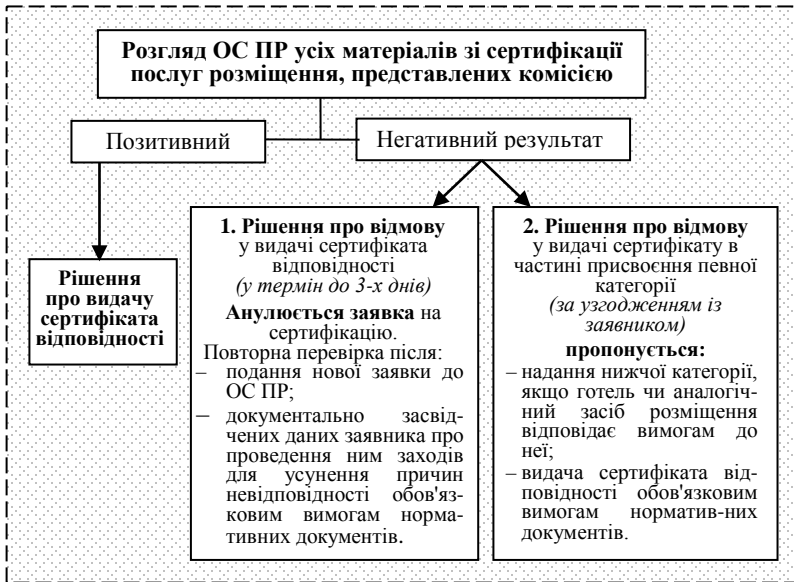 Розгляд ОС ПР усіх матеріалів зі сертифікації
послуг розміщення, представлених комісією
Позитивний
Негативний результат
Рішення
про видачу
сертифіката
відповідності
1. Рішення про відмову
у видачі сертифіката
відповідності
(у термін до 3-х днів)
Анулюється заявка на
сертифікацію.
Повторна перевірка після:
– подання нової заявки до
ОС ПР;
– документально засвід-
чених даних заявника про
проведення ним заходів
для усунення причин
невідповідності обов'яз-
ковим вимогам норма-
тивних документів.
2. Рішення про відмову
у видачі сертифікату в
частині присвоєння певної
категорії
(за узгодженням із
заявником)
пропонується:
– надання нижчої категорії,
якщо готель чи аналогіч-
ний засіб розміщення
відповідає вимогам до
неї;
– видача сертифіката від-
повідності обов'язковим
вимогам норматив-них
документів.